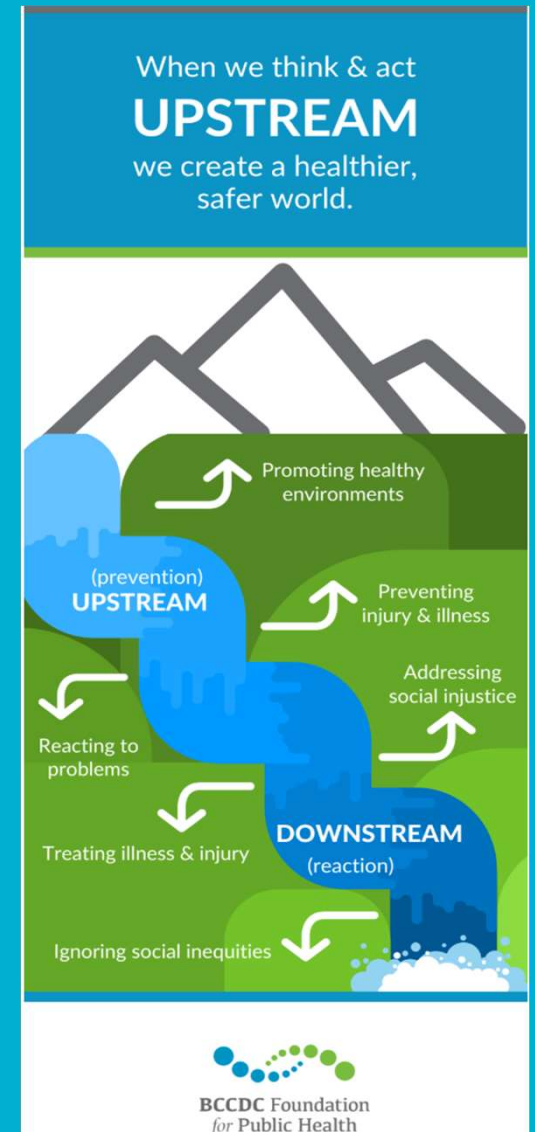 When we think & act
UPSTREAM
we create a healthier,
safer world.
Promoting healthy
environments
(prevention)
UPSTREAM
Preventing
injury & illness
Addressing
social injustice
Reacting to
problems
DOWNSTREAM
(reaction)
Treating illness & injury
Ignoring social inequities
BCCDC Foundation
for Public Health